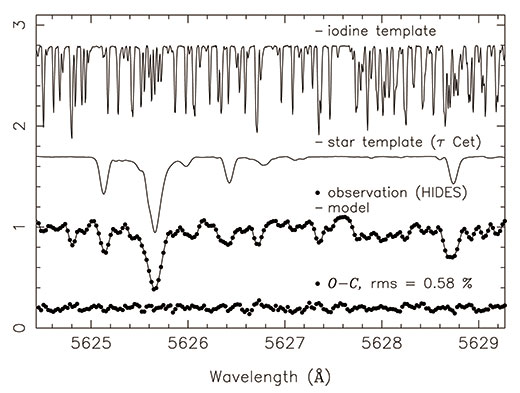 3
– iodine template
2
– star template (τ Cet)
• observation (HIDES)
– model
1
• O–C, rms = 0.58 %
0
5625 5626 5627 5628 5629
Wavelength (Å)